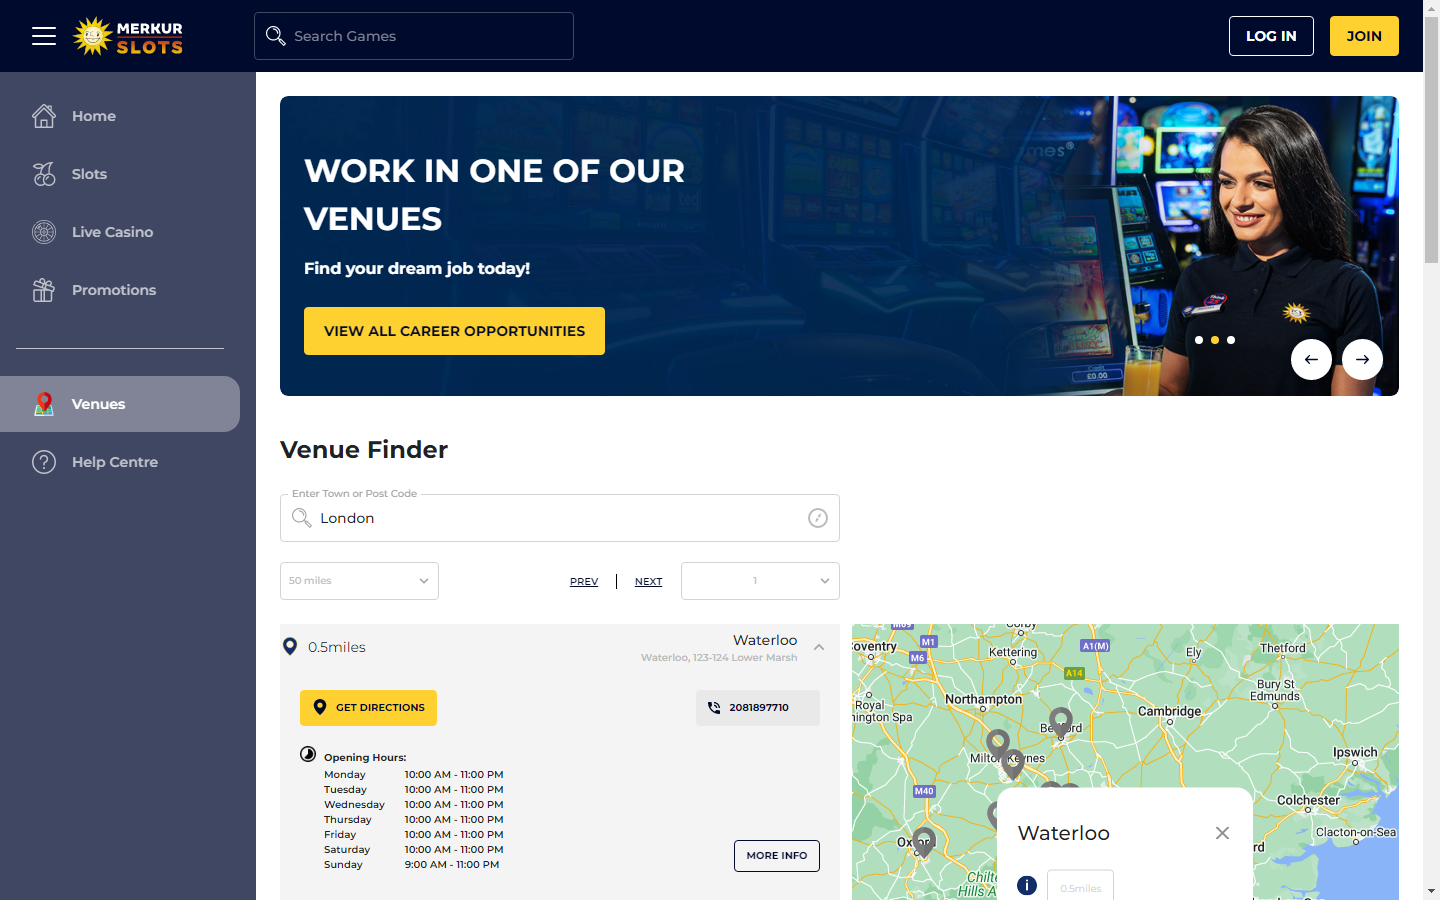 MERKUR
SLOTS
Search Games
LOG IN
JOIN
Home
Slots
Live Casino
Promotions
Venues
Help Centre
WORK IN ONE OF OUR
VENUES
Find your dream job today!
VIEW ALL CAREER OPPORTUNITIES
£0.00
Venue Finder
Enter Town or Post Code
London
50 miles
PREV
NEXT
1
0.5miles
Waterloo
Waterloo, 123-124 Lower Marsh
GET DIRECTIONS
2081897710
Opening Hours:
Monday 10:00 AM - 11:00 PM
Tuesday 10:00 AM - 11:00 PM
Wednesday 10:00 AM - 11:00 PM
Thursday 10:00 AM - 11:00 PM
Friday 10:00 AM - 11:00 PM
Saturday 10:00 AM - 11:00 PM
Sunday 9:00 AM - 11:00 PM
MORE INFO
M69
Corby
M1
Coventry
M6
Kettering
A1(M)
Ely
Thetford
A14
Royal
Northampton
Bury St
Edmunds
Cambridge
Bedford
Milton Keynes
Ipswich
M40
Colchester
Clacton-on-Sea
Oxford
Waterloo
0.5miles